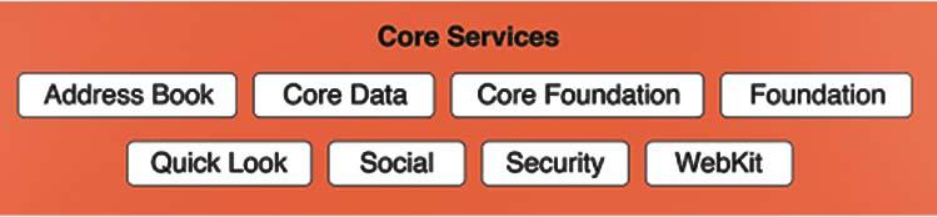 Core Services
Address Book Core Data Core Foundation Foundation
Quick Look Social Security WebKit